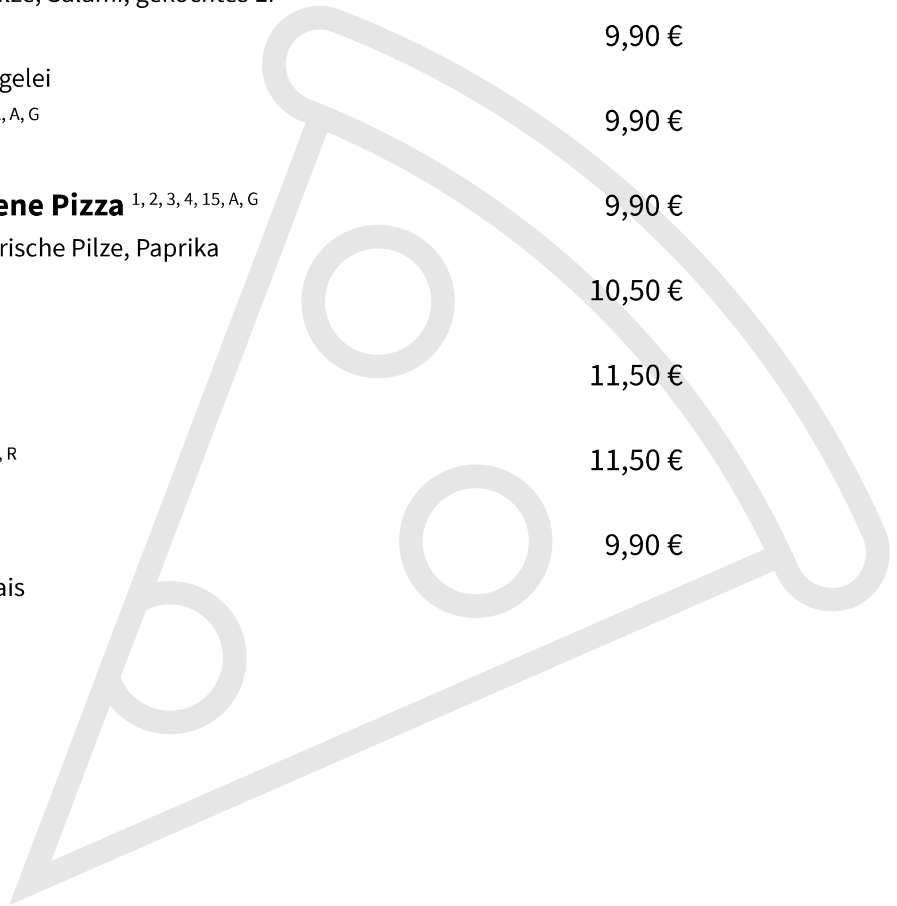 9,90 €
gelei
, A, G
9,90 €
ene Pizza 1, 2, 3, 4, 15, A, G
9,90 €
rische Pilze, Paprika
10,50 €
11,50 €
, R
11,50 €
9,90 €
ais